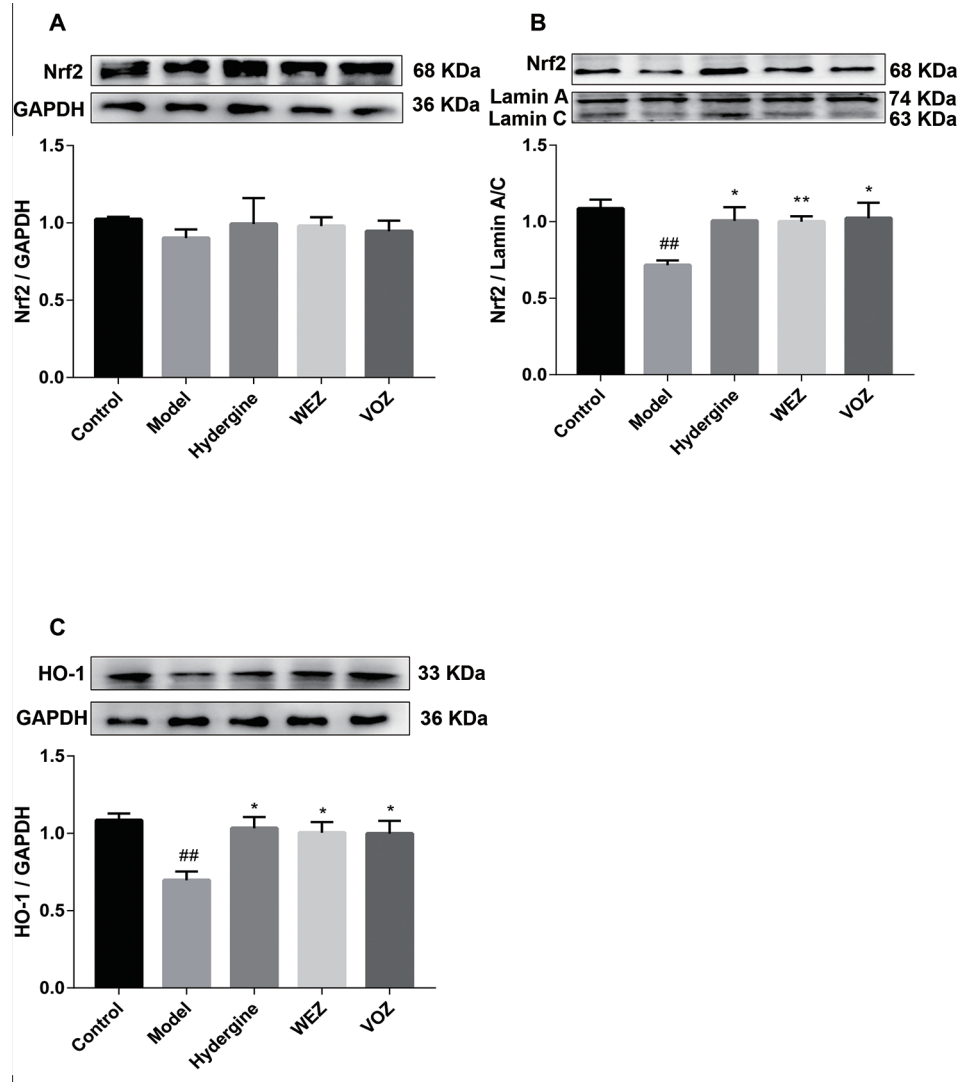 A
Nrf2 68 KDa
GAPDH 36 KDa
1.5
1.0
0.5
0.0
Nrf2 / GAPDH
Control Model Hydergine WEZ VOZ
B
Nrf2 68 KDa
Lamin A 74 KDa
Lamin C 63 KDa
1.5
1.0
0.5
0.0
Nrf2 / Lamin A/C
## * ** *
Control Model Hydergine WEZ VOZ
C
HO-1 33 KDa
GAPDH 36 KDa
1.5
1.0
0.5
0.0
HO-1 / GAPDH
## * * *
Control Model Hydergine WEZ VOZ